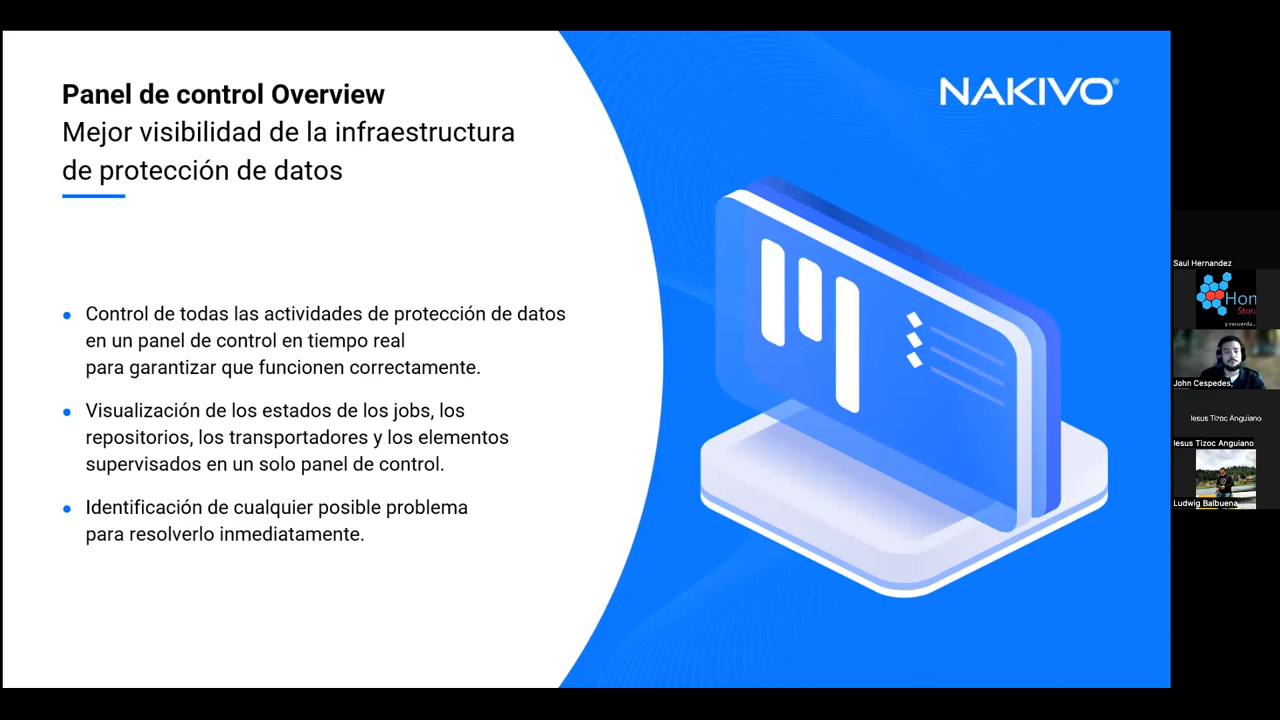 Panel de control Overview
Mejor visibilidad de la infraestructura
de protección de datos
NAKIVO®
Control de todas las actividades de protección de datos
en un panel de control en tiempo real
para garantizar que funcionen correctamente.
Visualización de los estados de los jobs, los
repositorios, los transportadores y los elementos
supervisados en un solo panel de control.
Identificación de cualquier posible problema
para resolverlo inmediatamente.
Saul Hernandez
Hon
Stora
y recuerda...
John Cespedes
Iesus Tizoc Anguiano
Iesus Tizoc Anguiano
Ludwig Balbuena